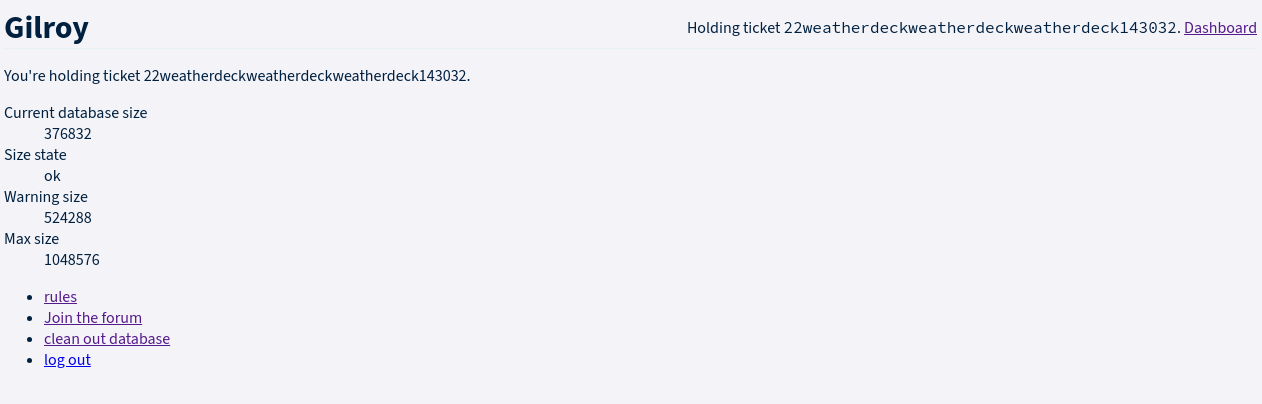 Gilroy
Holding ticket 22weatherdeckweatherdeckweatherdeck143032. Dashboard
You're holding ticket 22weatherdeckweatherdeckweatherdeck143032.
Current database size
376832
Size state
ok
Warning size
524288
Max size
1048576
rules
Join the forum
clean out database
log out